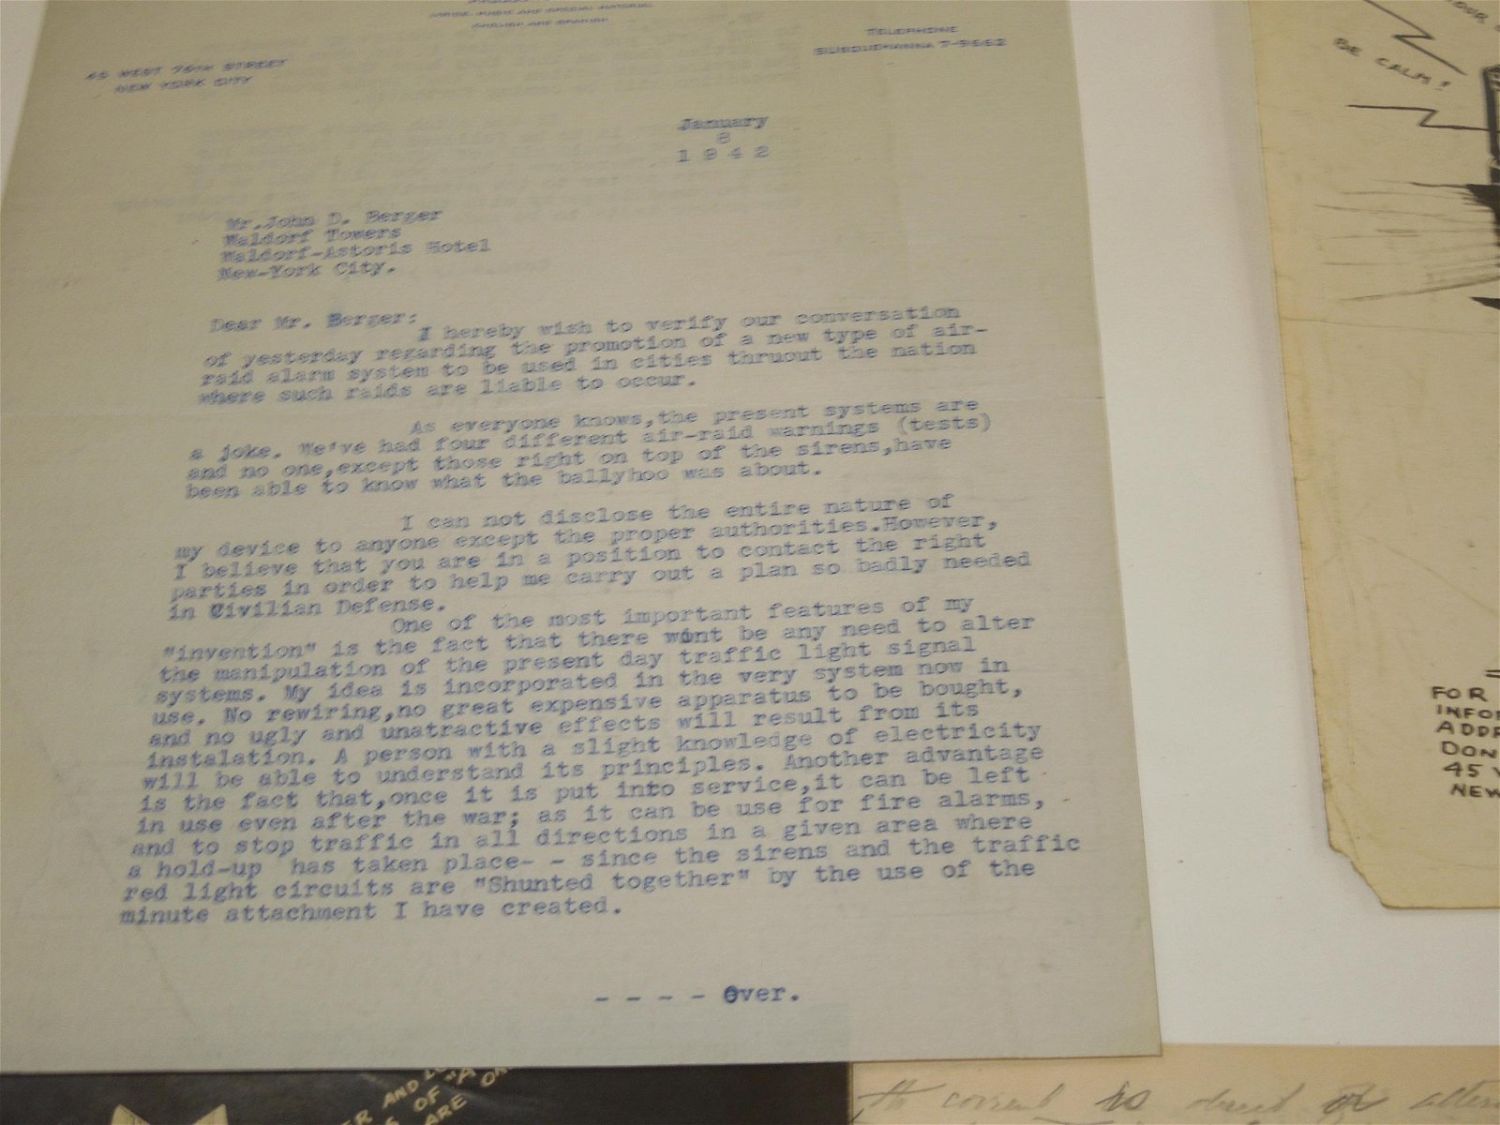 45 WEST 76TH STREET
NEW YORK CITY
TELEPHONE
SUSQUEHANNA 7-9662
January
8
1942
Mr.John D. Berger
Waldorf Towers
Waldorf-Astoris Hotel
New-York City.
Dear Mr. Berger:
I hereby wish to verify our conversation
of yesterday regarding the promotion of a new type of air-
raid alarm system to be used in cities thruout the nation
where such raids are liable to occur.
As everyone knows,the present systems are
a joke. We've had four different air-raid warnings (tests)
and no one,except those right on top of the sirens,have
been able to know what the ballyhoo was about.
I can not disclose the entire nature of
my device to anyone except the proper authorities.However,
I believe that you are in a position to contact the right
parties in order to help me carry out a plan so badly needed
in Civilian Defense.
One of the most important features of my
"invention" is the fact that there wont be any need to alter
the manipulation of the present day traffic light signal
systems. My idea is incorporated in the very system now in
use. No rewiring,no great expensive apparatus to be bought,
and no ugly and unatractive effects will result from its
instalation. A person with a slight knowledge of electricity
will be able to understand its principles. Another advantage
is the fact that,once it is put into service,it can be left
in use even after the war; as it can be use for fire alarms,
and to stop traffic in all directions in a given area where
a hold-up has taken place- - since the sirens and the traffic
red light circuits are "Shunted together" by the use of the
minute attachment I have created.
- - - - Over.
BE CALM!
FOR
INFO
ADDR
DON
45
NEW
AND
OF "A
ARE